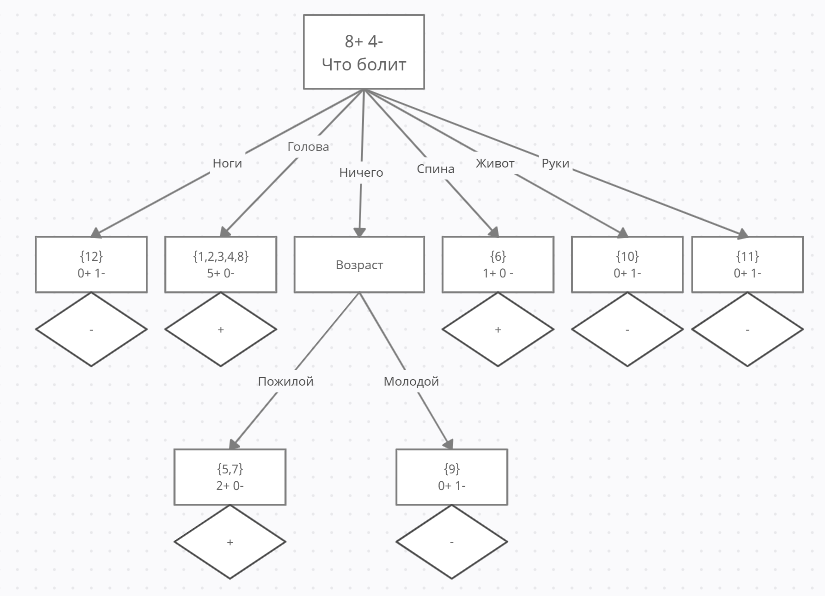 8+ 4-
Что болит
Ноги
Голова
Ничего
Спина
Живот
Руки
{12}
0+ 1-
{1,2,3,4,8}
5+ 0-
Возраст
{6}
1+ 0 -
{10}
0+ 1-
{11}
0+ 1-
-
+
+
-
-
Пожилой
Молодой
{5,7}
2+ 0-
{9}
0+ 1-
+
-